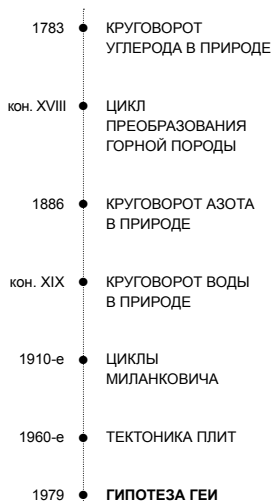 1783 КРУГОВОРОТ
УГЛЕРОДА В ПРИРОДЕ
кон. XVIII ЦИКЛ
ПРЕОБРАЗОВАНИЯ
ГОРНОЙ ПОРОДЫ
1886 КРУГОВОРОТ АЗОТА
В ПРИРОДЕ
кон. XIX КРУГОВОРОТ ВОДЫ
В ПРИРОДЕ
1910-е ЦИКЛЫ
МИЛАНКОВИЧА
1960-е ТЕКТОНИКА ПЛИТ
1979 ГИПОТЕЗА ГЕИ